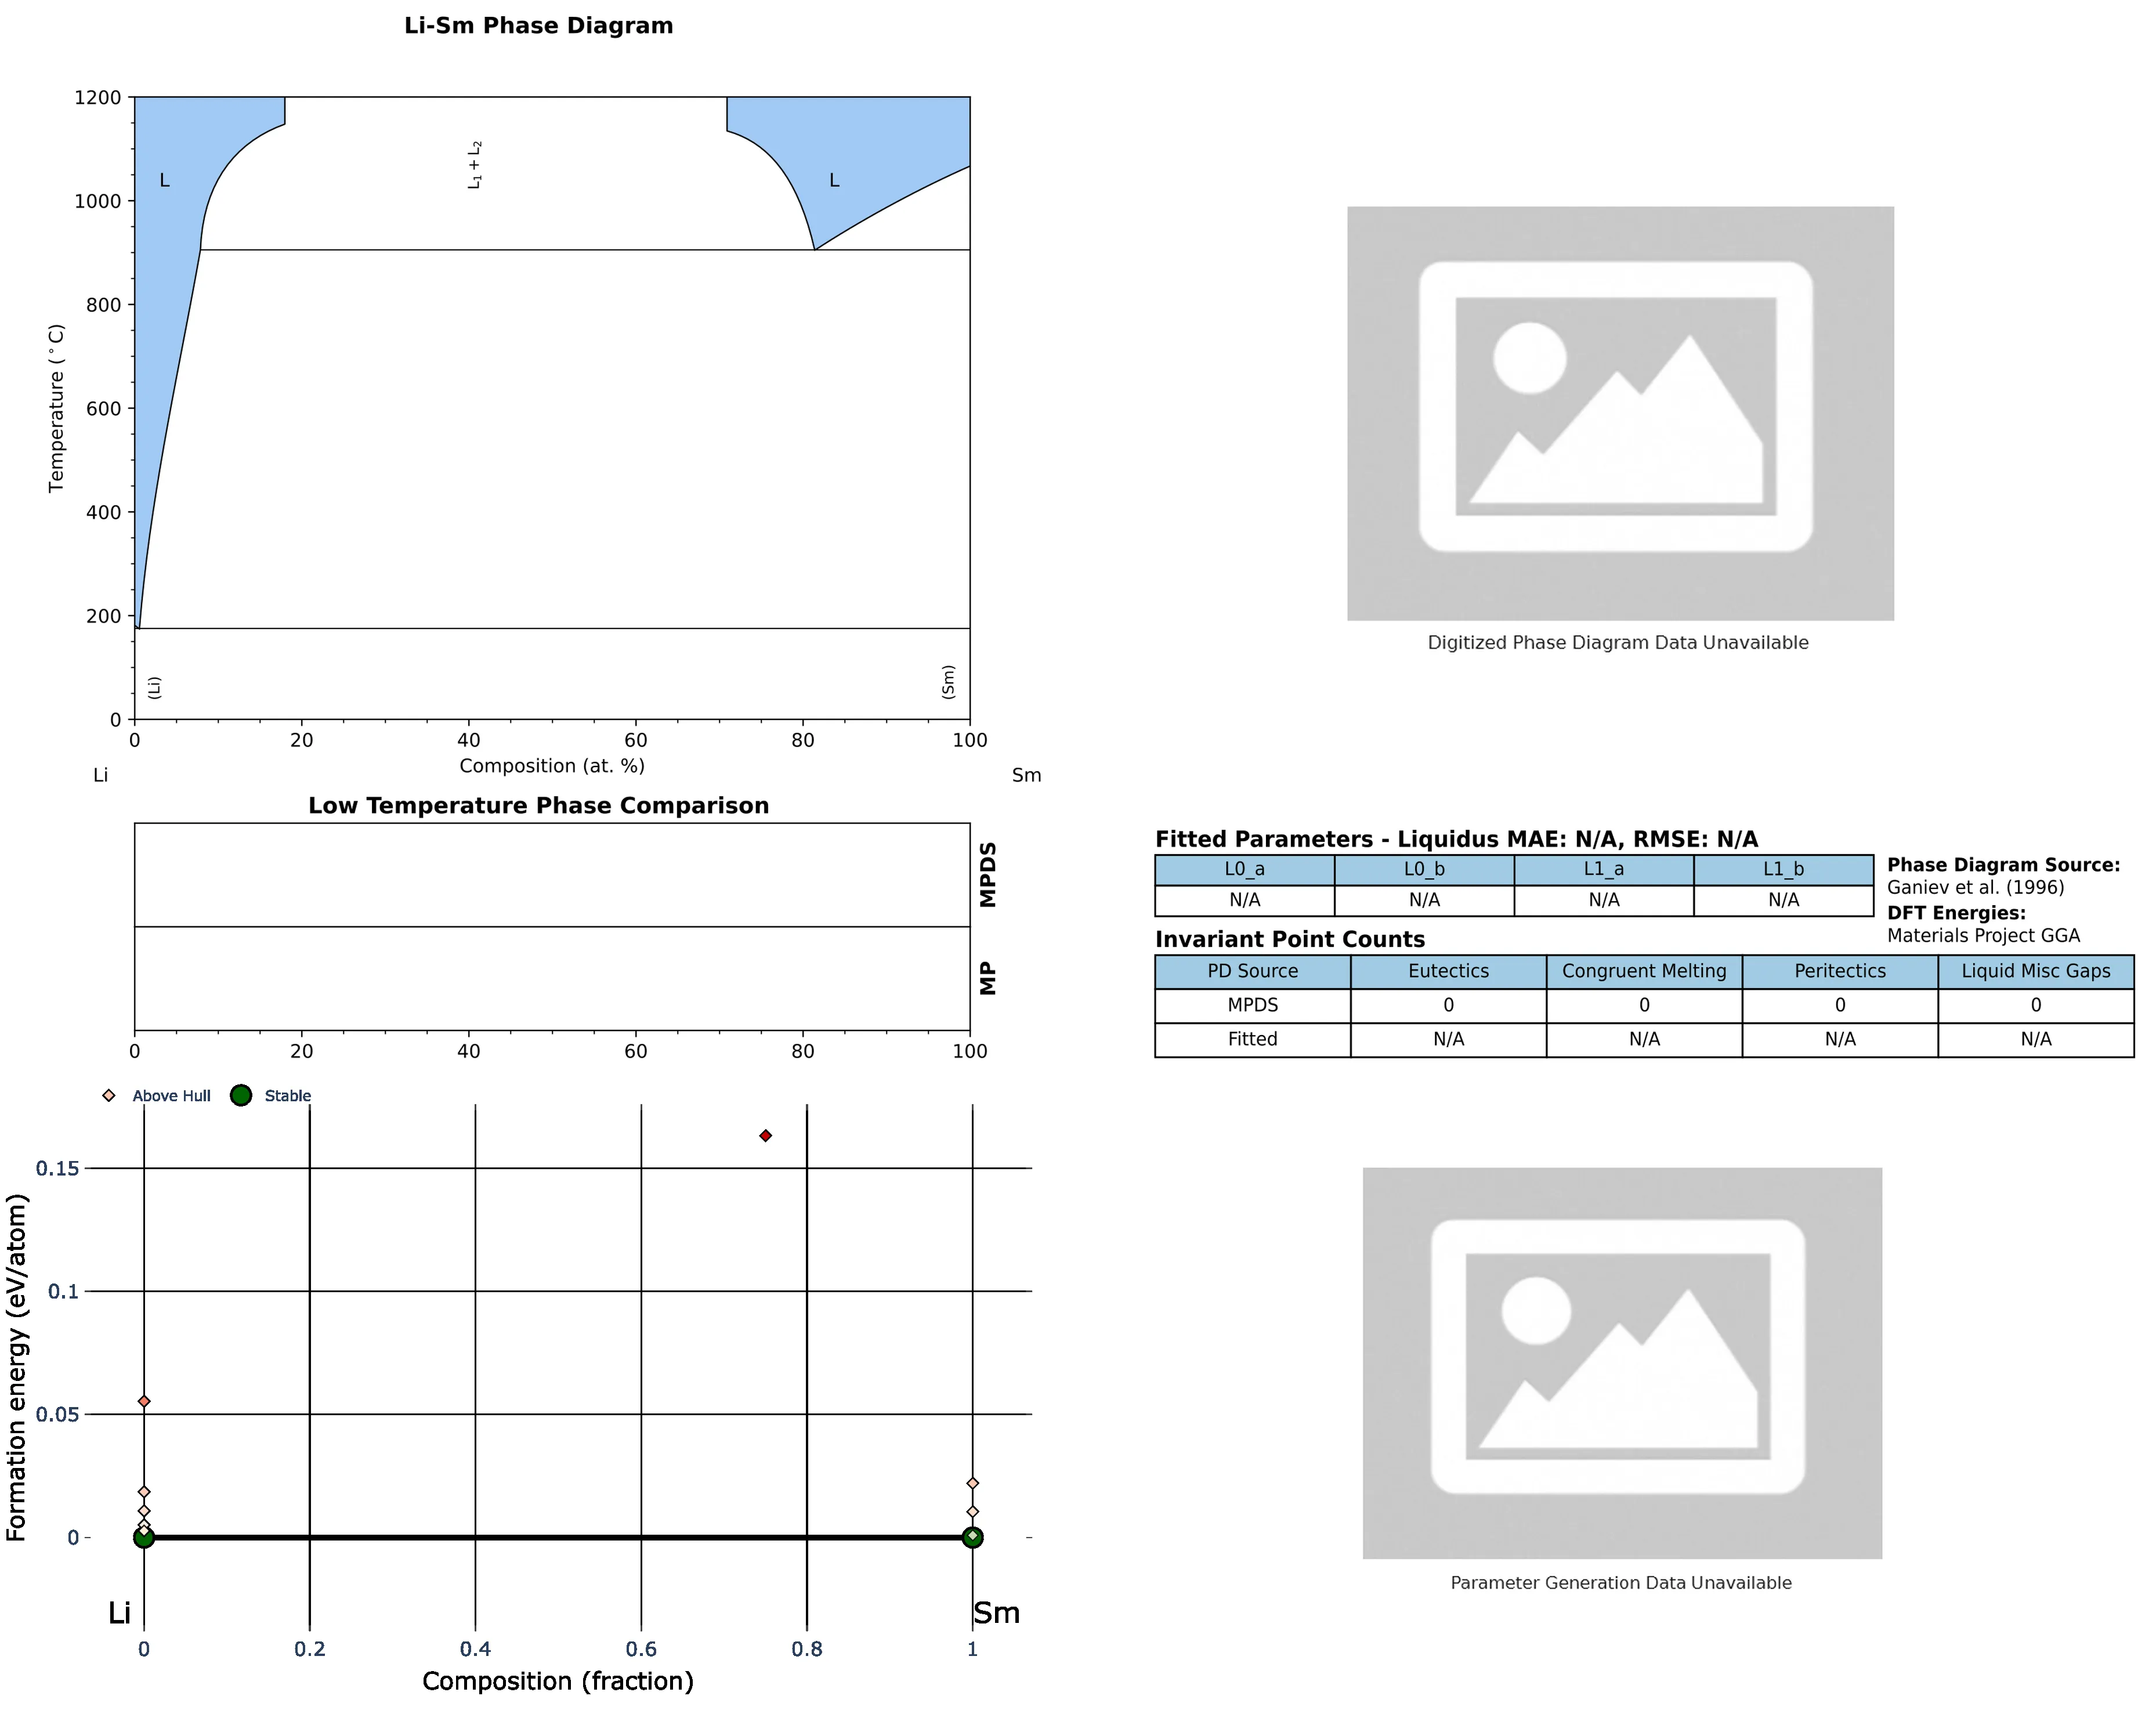 Li-Sm Phase Diagram
1200
1000
800
600
400
200
0
Temperature (°C)
L
L₁ + L₂
L
(Li)
(Sm)
0 20 40 60 80 100
Composition (at. %)
Li Sm
Digitized Phase Diagram Data Unavailable
Low Temperature Phase Comparison
MPDS
MP
0 20 40 60 80 100
Fitted Parameters - Liquidus MAE: N/A, RMSE: N/A
L0_a L0_b L1_a L1_b
N/A N/A N/A N/A
Phase Diagram Source:
Ganiev et al. (1996)
DFT Energies:
Materials Project GGA
Invariant Point Counts
PD Source Eutectics Congruent Melting Peritectics Liquid Misc Gaps
MPDS 0 0 0 0
Fitted N/A N/A N/A N/A
Above Hull Stable
0.15
0.1
0.05
0
Formation energy (eV/atom)
Li Sm
0 0.2 0.4 0.6 0.8 1
Composition (fraction)
Parameter Generation Data Unavailable